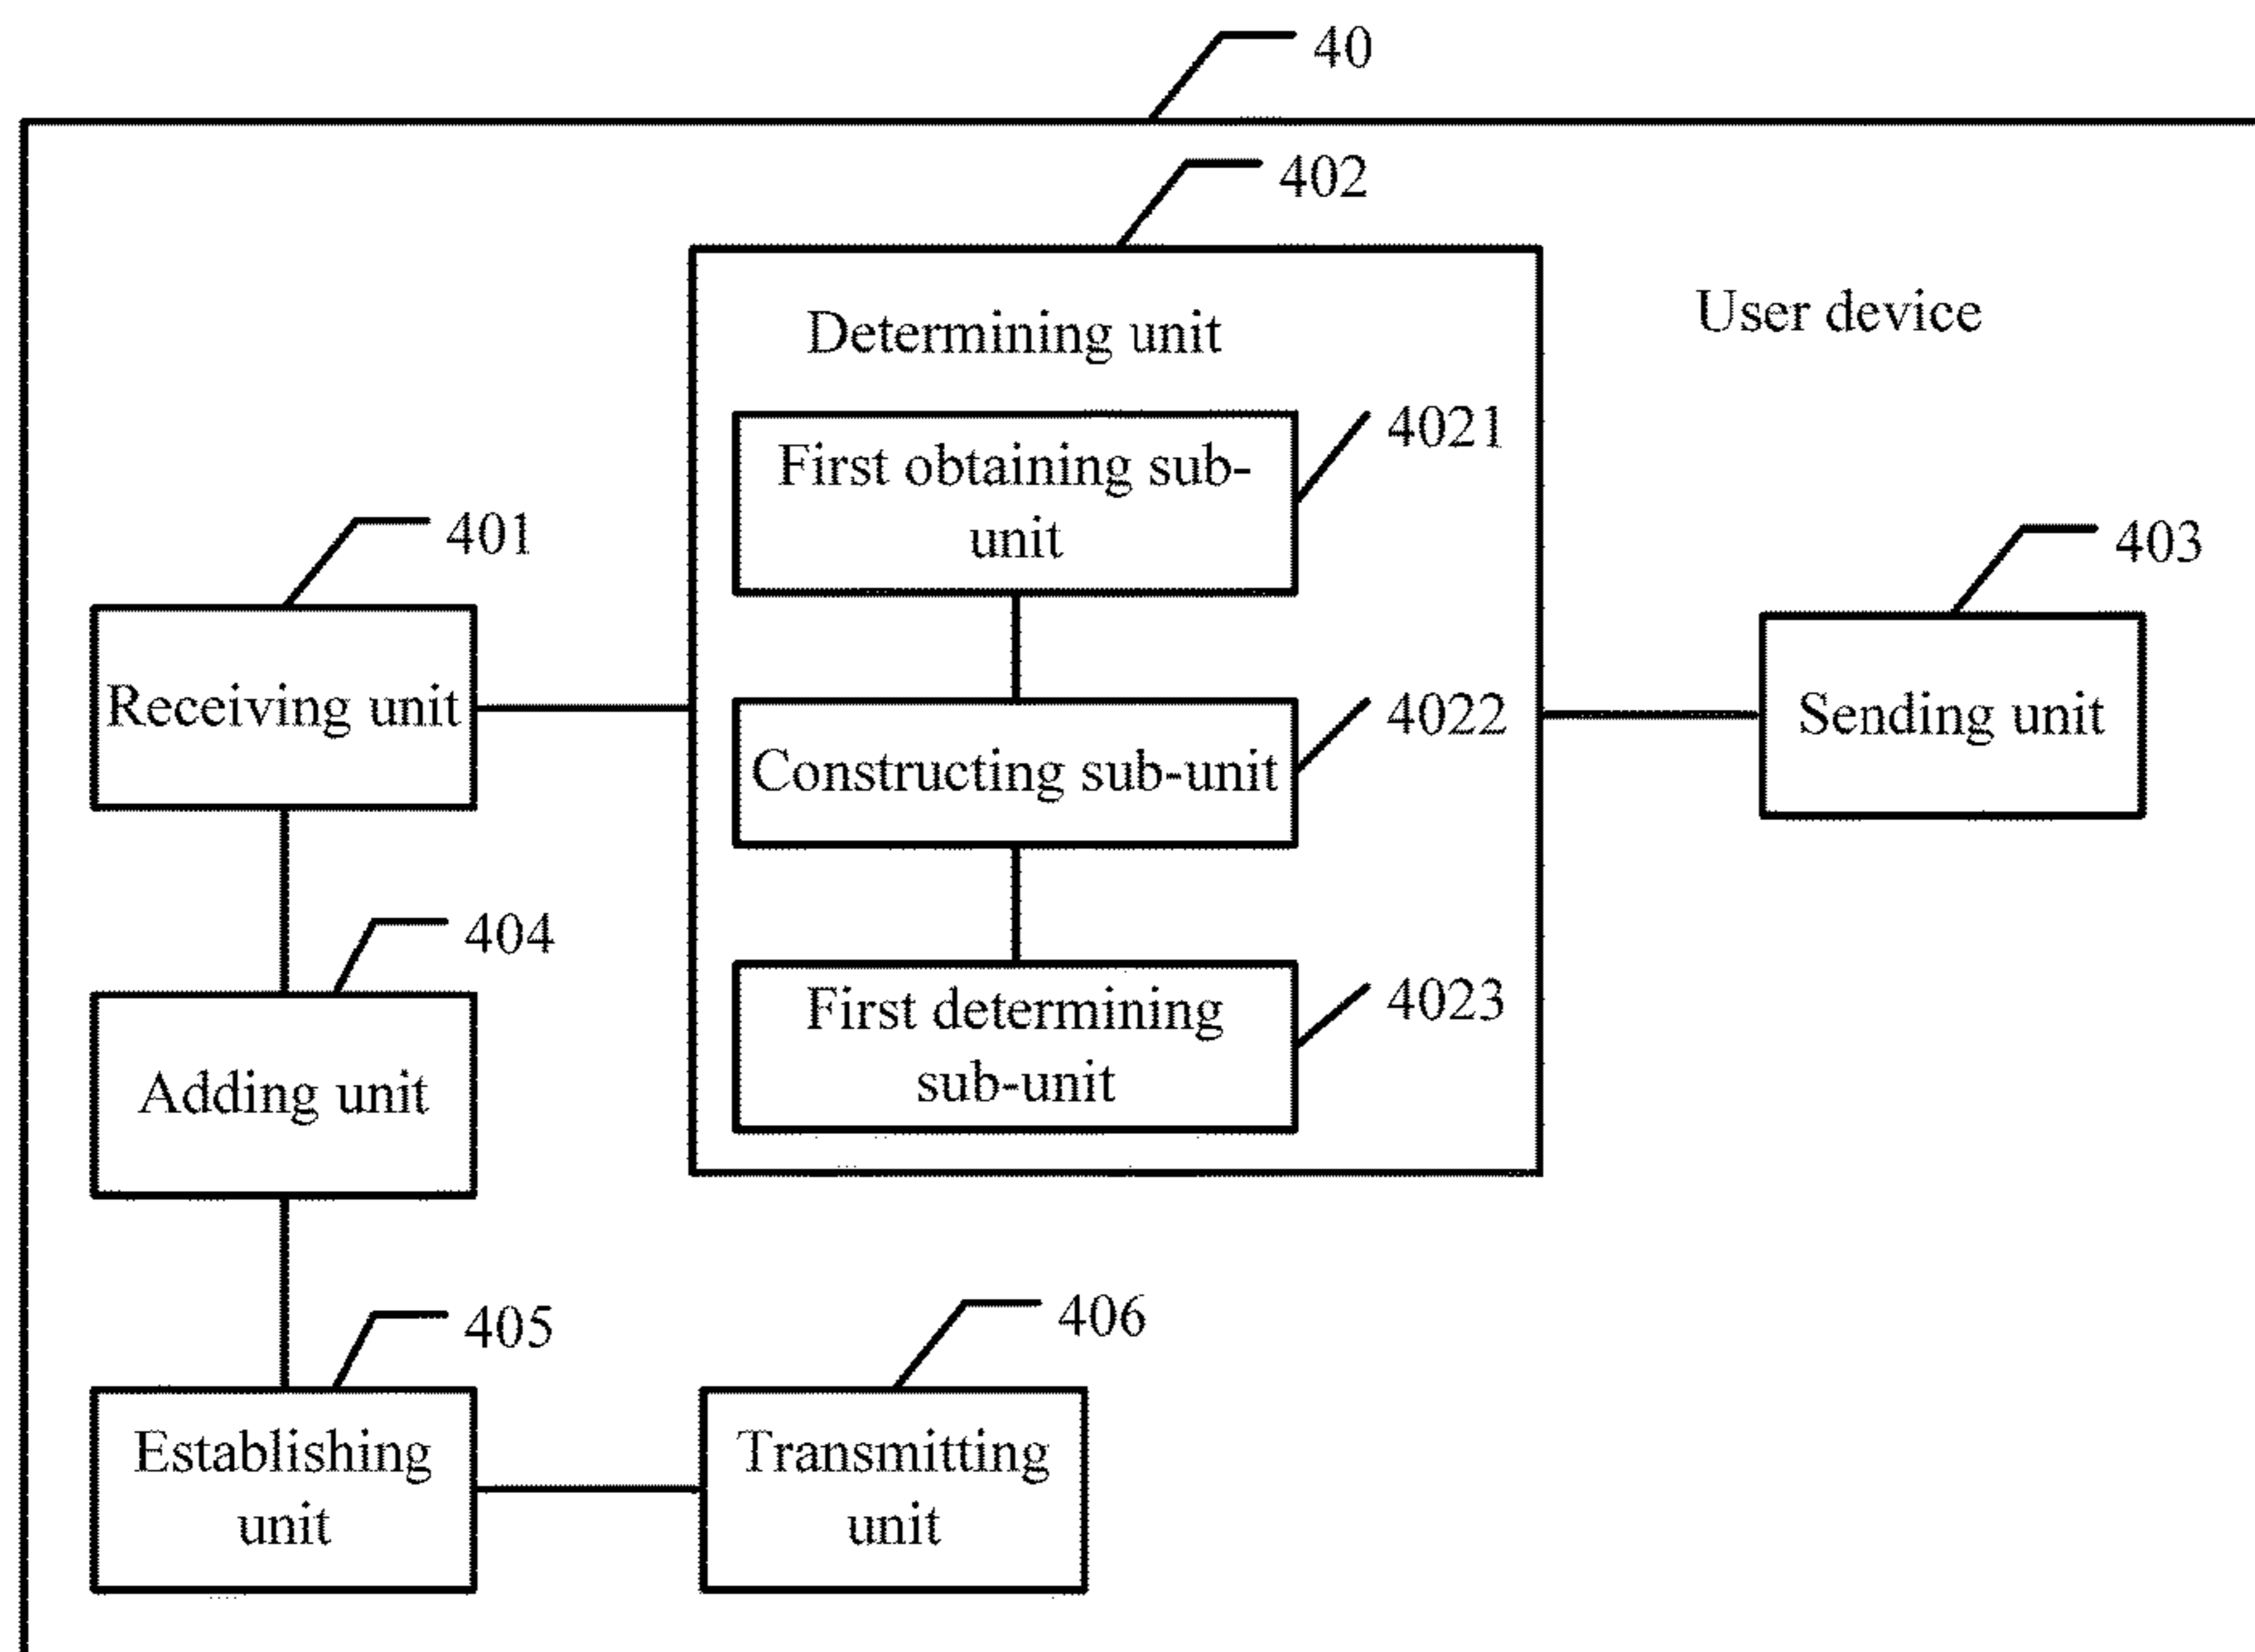 40
402
User device
Determining unit
4021
First obtaining sub-
unit
401
403
Receiving unit
4022
Sending unit
Constructing sub-unit
404
4023
First determining
sub-unit
Adding unit
405
406
Establishing
unit
Transmitting
unit